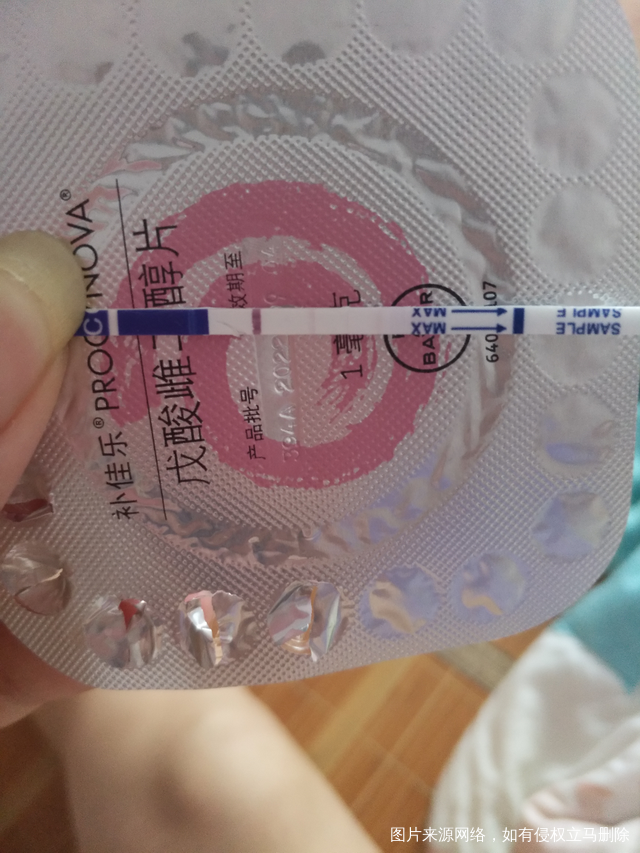 补佳乐® PROGYNOVA®
戊酸雌二醇片
产品批号
394A 2022
效期至
1毫克
BAYER
MAX
MAX
SAMPLE
SAMPLE
图片来源网络，如有侵权立马删除